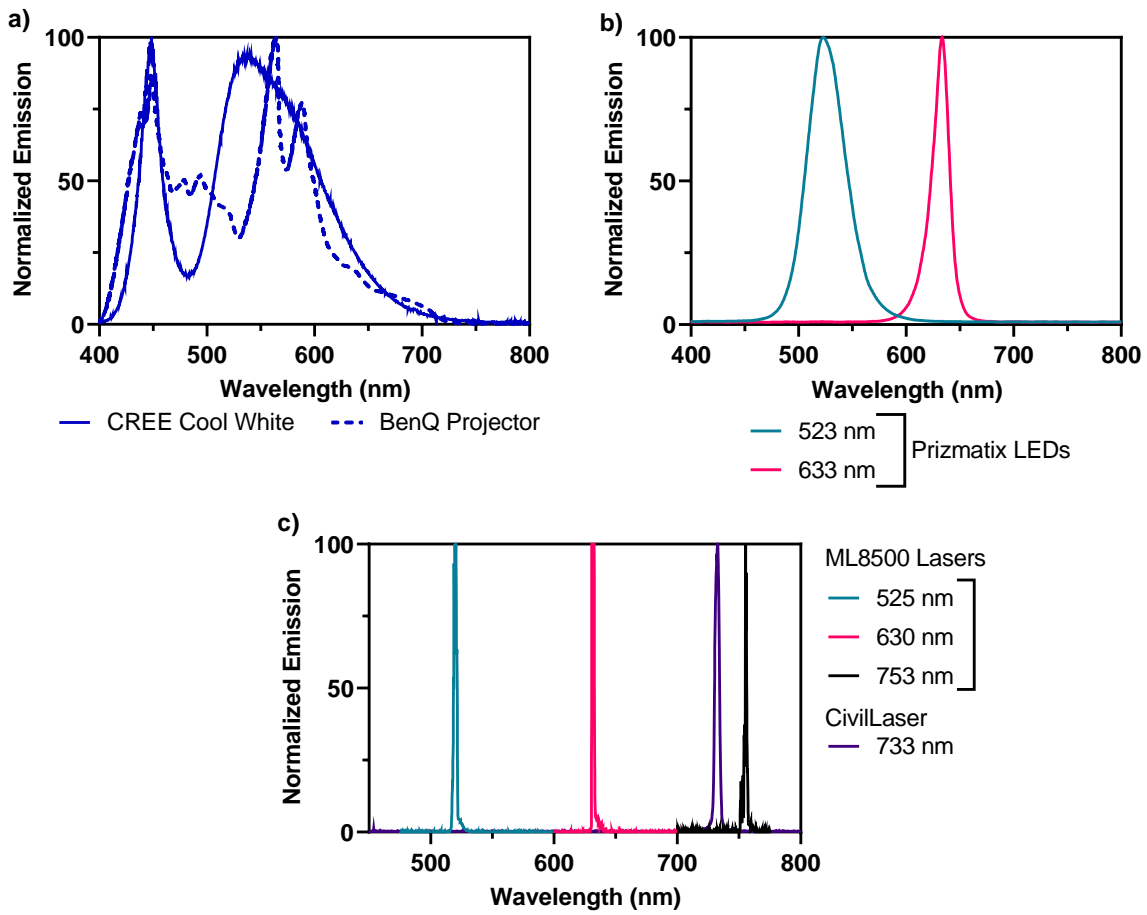 a)
100
50
0
Normalized Emission
400 500 600 700 800
Wavelength (nm)
CREE Cool White BenQ Projector
b)
100
50
0
Normalized Emission
400 500 600 700 800
Wavelength (nm)
523 nm
633 nm
Prizmatix LEDs
c)
100
50
0
Normalized Emission
500 600 700 800
Wavelength (nm)
ML8500 Lasers
525 nm
630 nm
753 nm
CivilLaser
733 nm